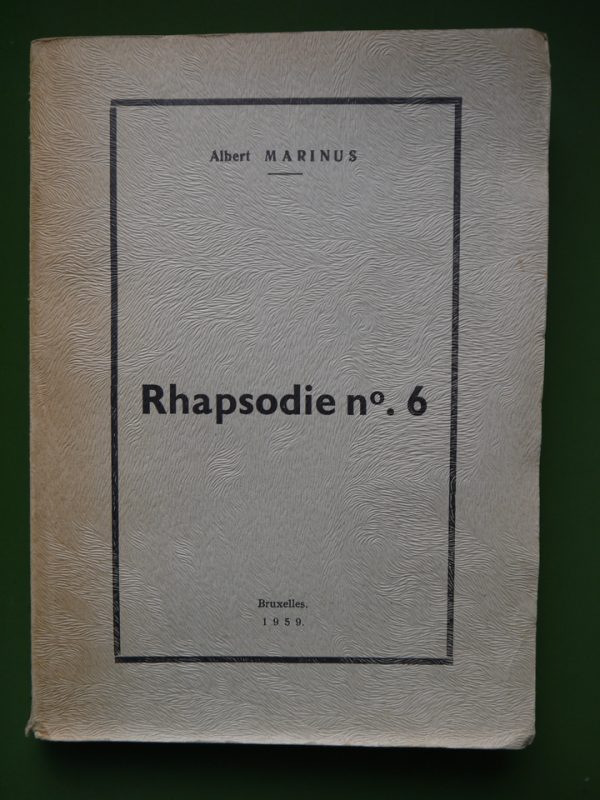 Albert MARINUS
Rhapsodie nº. 6
Bruxelles.
1959.